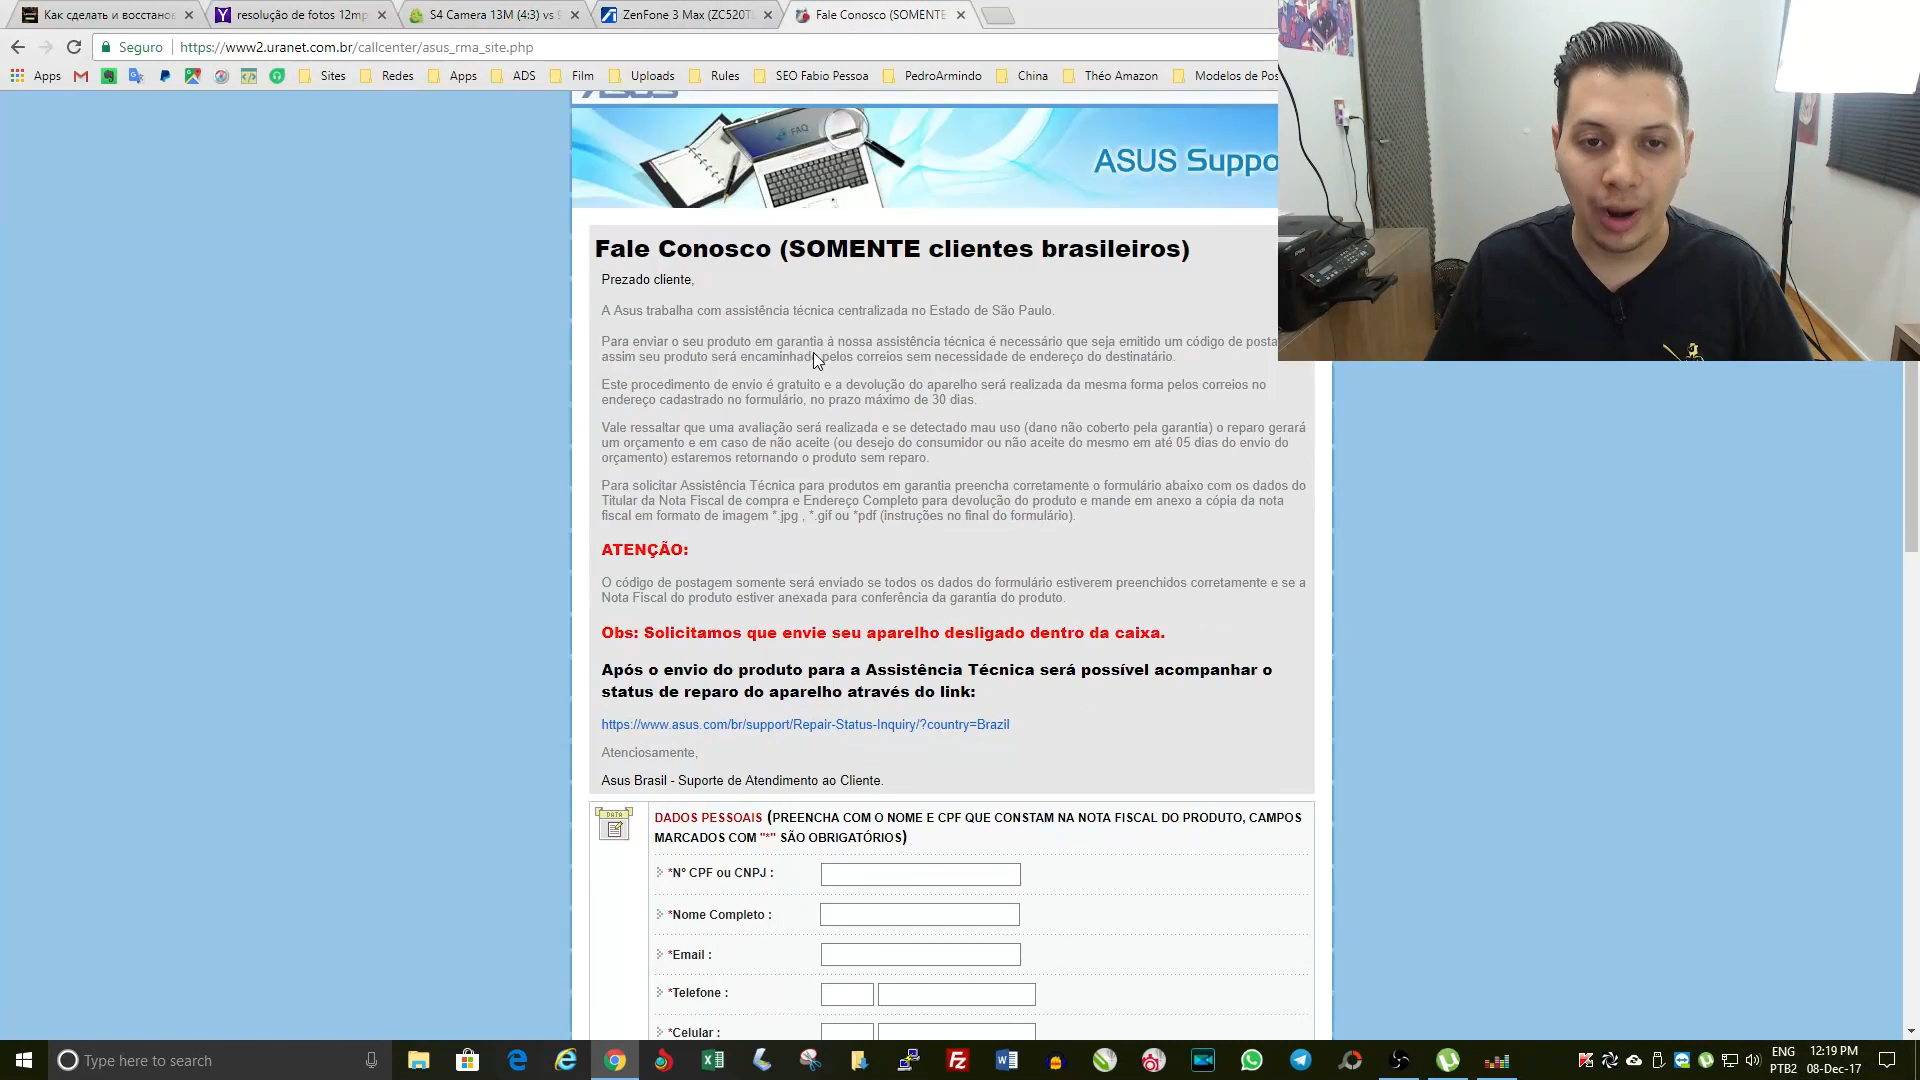 Как сделать и восстанов
resolução de fotos 12mp
S4 Camera 13M (4:3) vs S
ZenFone 3 Max (ZC520TL
Fale Conosco (SOMENTE
Seguro
https://www2.uranet.com.br/callcenter/asus_rma_site.php
Apps
Sites
Redes
Apps
ADS
Film
Uploads
Rules
SEO Fabio Pessoa
PedroArmindo
China
Théo Amazon
Modelos de Pos
FAQ
ASUS Suppo
Fale Conosco (SOMENTE clientes brasileiros)
Prezado cliente,
A Asus trabalha com assistência técnica centralizada no Estado de São Paulo.
Para enviar o seu produto em garantia à nossa assistência técnica é necessário que seja emitido um código de posta
assim seu produto será encaminhado pelos correios sem necessidade de endereço do destinatário.
Este procedimento de envio é gratuito e a devolução do aparelho será realizada da mesma forma pelos correios no
endereço cadastrado no formulário, no prazo máximo de 30 dias.
Vale ressaltar que uma avaliação será realizada e se detectado mau uso (dano não coberto pela garantia) o reparo gerará
um orçamento e em caso de não aceite (ou desejo do consumidor ou não aceite do mesmo em até 05 dias do envio do
orçamento) estaremos retornando o produto sem reparo.
Para solicitar Assistência Técnica para produtos em garantia preencha corretamente o formulário abaixo com os dados do
Titular da Nota Fiscal de compra e Endereço Completo para devolução do produto e mande em anexo a cópia da nota
fiscal em formato de imagem *.jpg , *.gif ou *pdf (instruções no final do formulário).
ATENÇÃO:
O código de postagem somente será enviado se todos os dados do formulário estiverem preenchidos corretamente e se a
Nota Fiscal do produto estiver anexada para conferência da garantia do produto.
Obs: Solicitamos que envie seu aparelho desligado dentro da caixa.
Após o envio do produto para a Assistência Técnica será possível acompanhar o
status de reparo do aparelho através do link:
https://www.asus.com/br/support/Repair-Status-Inquiry/?country=Brazil
Atenciosamente,
Asus Brasil - Suporte de Atendimento ao Cliente.
DATA
DADOS PESSOAIS (PREENCHA COM O NOME E CPF QUE CONSTAM NA NOTA FISCAL DO PRODUTO, CAMPOS
MARCADOS COM "*" SÃO OBRIGATÓRIOS)
*Nº CPF ou CNPJ :
*Nome Completo :
*Email :
*Telefone :
*Celular :
Type here to search
ENG
PTB2
12:19 PM
08-Dec-17